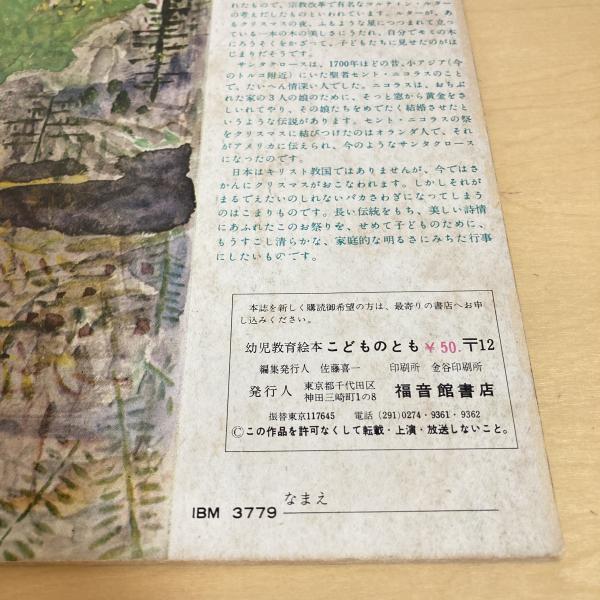 れたもので、宗教改革で有名なマルティン・ルター
の考えだしたものといわれています。ルターが、あ
るクリスマスの夜、ふもような星につつまれて立っ
ている一本の木の美しさにうたれ、自分でモミの木
にろうそくをかざって、子どもたちに見せたのがは
じまりだそうです。
サンタクロースは、1700年ほどの昔、小アジア(今
のトルコ附近)にいた聖者セント・ニコラスのこと
で、たいへん情深い人でした。ニコラスは、おちぶ
れた家の3人の娘のために、そっと窓から黄金をさ
しいれてやり、その娘たちをめでたく結婚させたと
いうような伝説があります。セント・ニコラスの祭
をクリスマスに結びつけたのはオランダ人で、それ
がアメリカに伝えられ、今のようなサンタクロース
になったのです。
日本はキリスト教国ではありませんが、今ではさ
かんにクリスマスがおこなわれます。しかしそれが
まるでえたいのしれないバカさわぎになってしまう
のはこまりものです。長い伝統をもち、美しい詩情
にあふれたこのお祭りを、せめて子どものために、
もうすこし清らかな、家庭的な明るさにみちた行事
にしたいものです。
本誌を新しく購読御希望の方は、最寄りの書店へお申
し込みください。
幼児教育絵本 こどものとも ¥50.〒12
編集発行人 佐藤喜一 印刷所 金谷印刷所
発行人 東京都千代田区 神田三崎町1の8 福音館書店
振替東京117645 電話 (291)0274・9361・9362
©この作品を許可なくして転載・上演・放送しないこと。
なまえ
IBM 3779